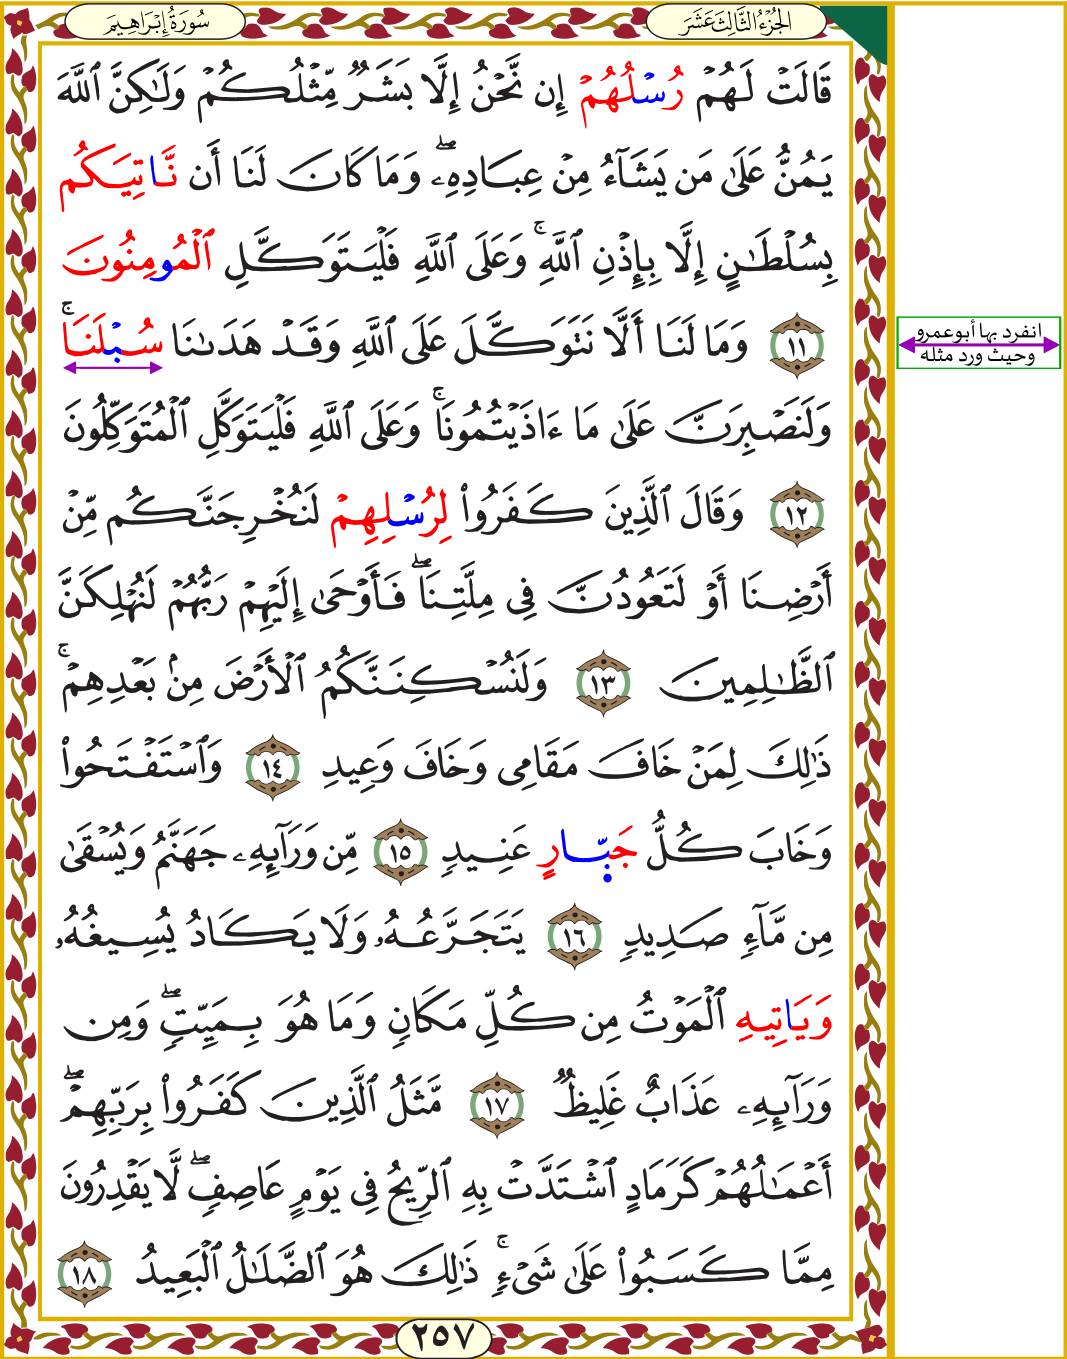 سُورَةُ إِبْرَاهِيمَ
الجُزْءُ الثَّالِثَ عَشَرَ
قَالَتْ لَهُمْ رُسْلُهُمْ إِن نَّحْنُ إِلَّا بَشَرٌ مِّثْلُكُمْ وَلَٰكِنَّ ٱللَّهَ
يَمُنُّ عَلَىٰ مَن يَشَآءُ مِنْ عِبَادِهِۦۖ وَمَا كَانَ لَنَا أَن نَّاتِيَكُم
بِسُلْطَٰنٍ إِلَّا بِإِذْنِ ٱللَّهِۚ وَعَلَى ٱللَّهِ فَلْيَتَوَكَّلِ ٱلْمُومِنُونَ
١١ وَمَا لَنَا أَلَّا نَتَوَكَّلَ عَلَى ٱللَّهِ وَقَدْ هَدَىٰنَا سُبْلَنَاۚ
وَلَنَصْبِرَنَّ عَلَىٰ مَا ءَاذَيْتُمُونَاۚ وَعَلَى ٱللَّهِ فَلْيَتَوَكَّلِ ٱلْمُتَوَكِّلُونَ
١٢ وَقَالَ ٱلَّذِينَ كَفَرُوا۟ لِرُسْلِهِمْ لَنُخْرِجَنَّكُم مِّنْ
أَرْضِنَا أَوْ لَتَعُودُنَّ فِى مِلَّتِنَاۖ فَأَوْحَىٰ إِلَيْهِمْ رَبُّهُمْ لَنُهْلِكَنَّ
ٱلظَّٰلِمِينَ ١٣ وَلَنُسْكِنَنَّكُمُ ٱلْأَرْضَ مِنۢ بَعْدِهِمْۚ
ذَٰلِكَ لِمَنْ خَافَ مَقَامِى وَخَافَ وَعِيدِ ١٤ وَٱسْتَفْتَحُوا۟
وَخَابَ كُلُّ جَبّ۪ارٍ عَنِيدٖ ١٥ مِّن وَرَآئِهِۦ جَهَنَّمُ وَيُسْقَىٰ
مِن مَّآءٖ صَدِيدٖ ١٦ يَتَجَرَّعُهُۥ وَلَا يَكَادُ يُسِيغُهُۥ
وَيَاتِيهِ ٱلْمَوْتُ مِن كُلِّ مَكَانٖ وَمَا هُوَ بِمَيِّتٖۖ وَمِن
وَرَآئِهِۦ عَذَابٌ غَلِيظٞ ١٧ مَّثَلُ ٱلَّذِينَ كَفَرُوا۟ بِرَبِّهِمْۖ
أَعْمَٰلُهُمْ كَرَمَادٍ ٱشْتَدَّتْ بِهِ ٱلرِّيحُ فِى يَوْمٍ عَاصِفٖۖ لَّا يَقْدِرُونَ
مِمَّا كَسَبُوا۟ عَلَىٰ شَىْءٖۚ ذَٰلِكَ هُوَ ٱلضَّلَٰلُ ٱلْبَعِيدُ ١٨
انفرد بها أبوعمرو
وحيث ورد مثله
٢٥٧